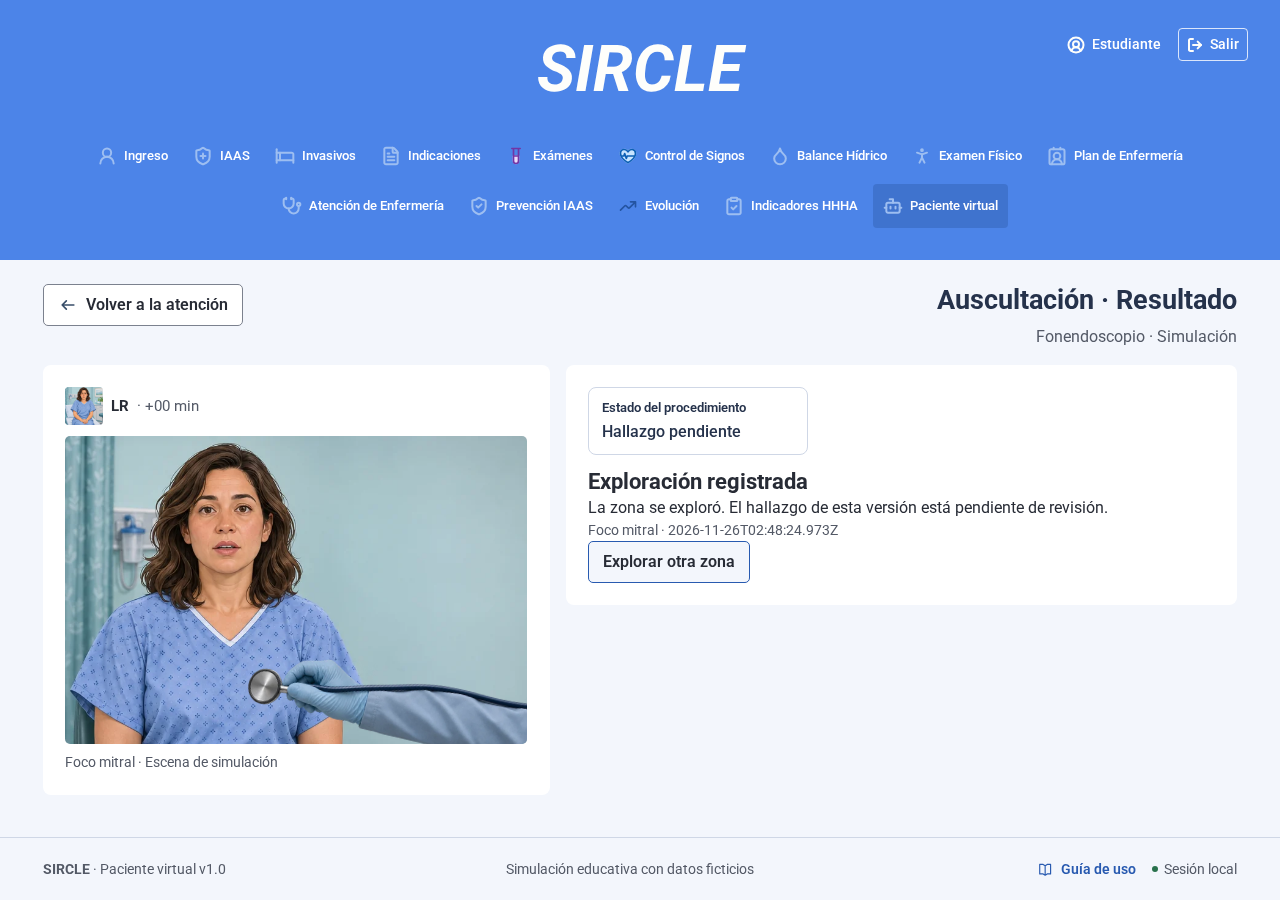 SIRCLE
Estudiante
Salir
Ingreso
IAAS
Invasivos
Indicaciones
Exámenes
Control de Signos
Balance Hídrico
Examen Físico
Plan de Enfermería
Atención de Enfermería
Prevención IAAS
Evolución
Indicadores HHHA
Paciente virtual
Volver a la atención
Auscultación · Resultado
Fonendoscopio · Simulación
LR · +00 min
Foco mitral · Escena de simulación
Estado del procedimiento
Hallazgo pendiente
Exploración registrada
La zona se exploró. El hallazgo de esta versión está pendiente de revisión.
Foco mitral · 2026-11-26T02:48:24.973Z
Explorar otra zona
SIRCLE · Paciente virtual v1.0
Simulación educativa con datos ficticios
Guía de uso
Sesión local